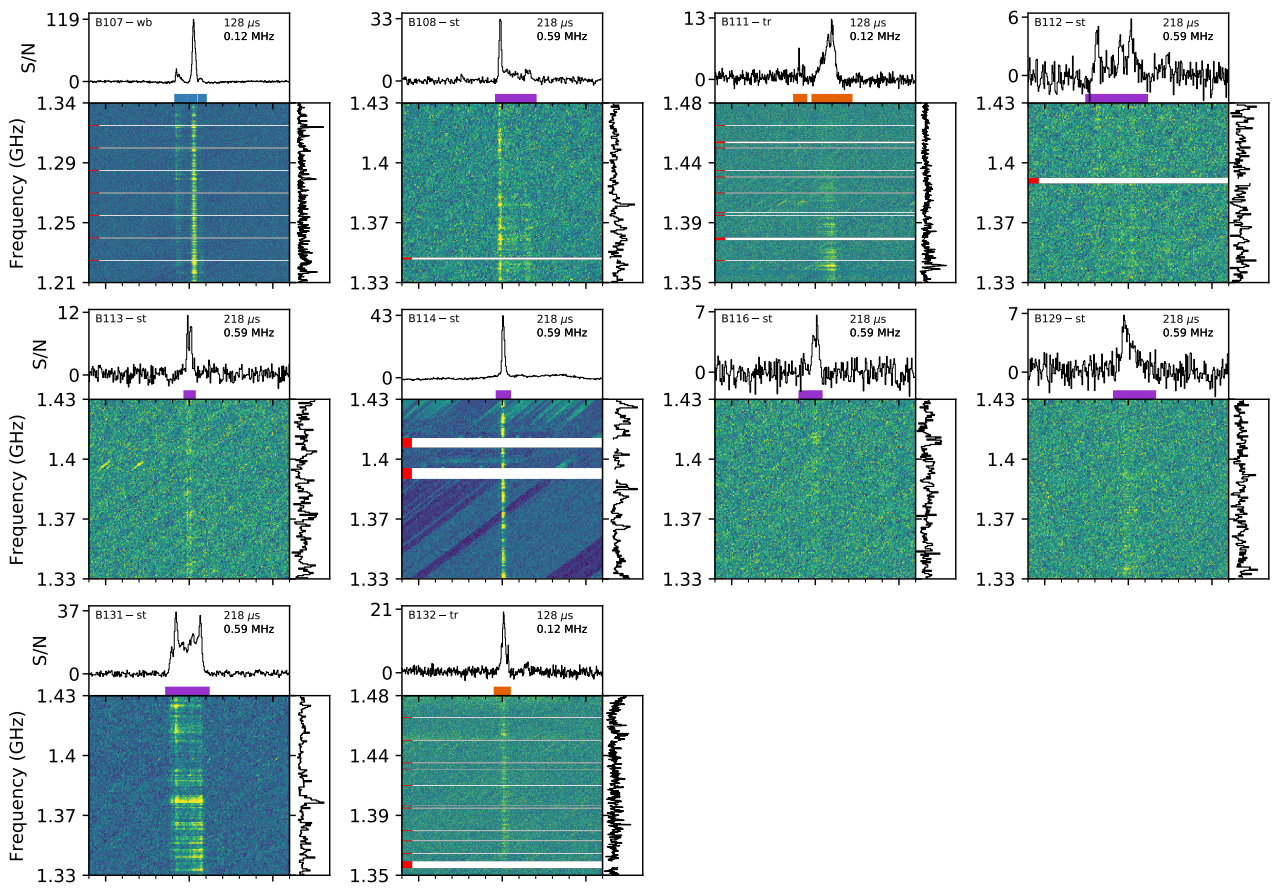 119
B107−wb
128 μs
0.12 MHz
S/N
0
1.34
1.29
1.25
1.21
Frequency (GHz)
33
B108−st
218 μs
0.59 MHz
0
1.43
1.4
1.37
1.33
13
B111−tr
128 μs
0.12 MHz
0
1.48
1.44
1.39
1.35
6
B112−st
218 μs
0.59 MHz
0
1.43
1.4
1.37
1.33
12
B113−st
218 μs
0.59 MHz
S/N
0
1.43
1.4
1.37
1.33
Frequency (GHz)
43
B114−st
218 μs
0.59 MHz
0
1.43
1.4
1.37
1.33
7
B116−st
218 μs
0.59 MHz
0
1.43
1.4
1.37
1.33
7
B129−st
218 μs
0.59 MHz
0
1.43
1.4
1.37
1.33
37
B131−st
218 μs
0.59 MHz
S/N
0
1.43
1.4
1.37
1.33
Frequency (GHz)
21
B132−tr
128 μs
0.12 MHz
0
1.48
1.44
1.39
1.35